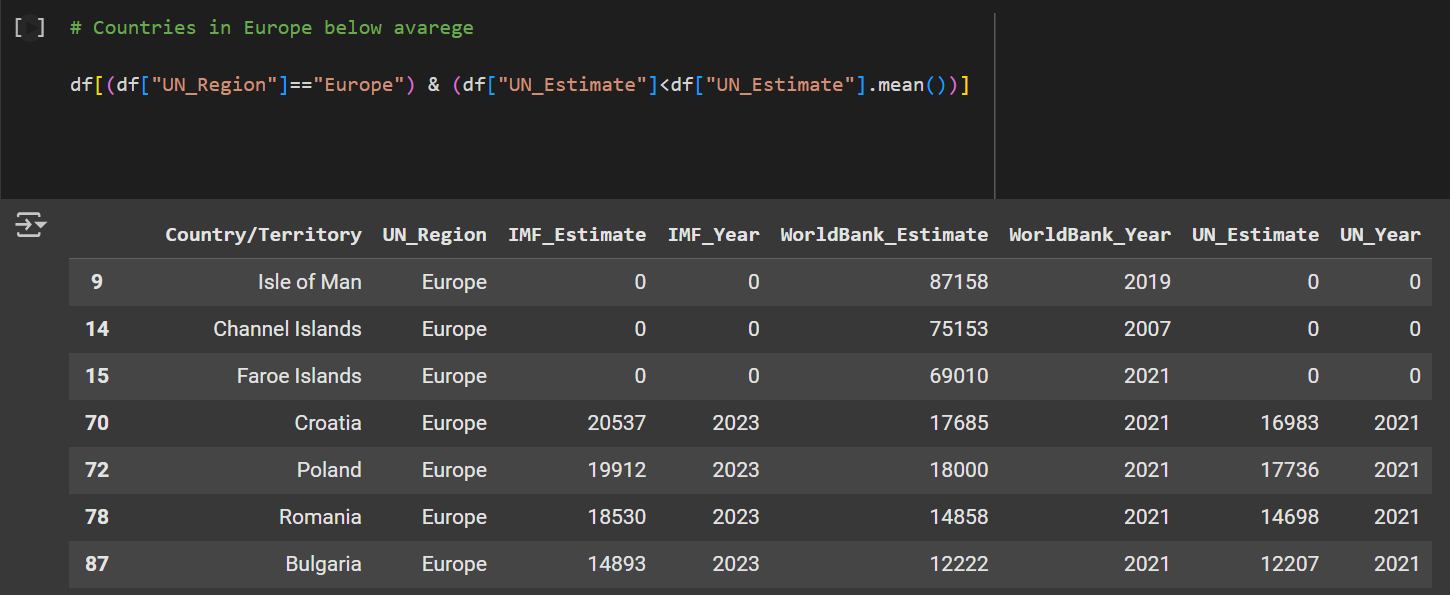 [ ] # Countries in Europe below avarege
df[(df["UN_Region"]=="Europe") & (df["UN_Estimate"]<df["UN_Estimate"].mean())]
Country/Territory UN_Region IMF_Estimate IMF_Year WorldBank_Estimate WorldBank_Year UN_Estimate UN_Year
9 Isle of Man Europe 0 0 87158 2019 0 0
14 Channel Islands Europe 0 0 75153 2007 0 0
15 Faroe Islands Europe 0 0 69010 2021 0 0
70 Croatia Europe 20537 2023 17685 2021 16983 2021
72 Poland Europe 19912 2023 18000 2021 17736 2021
78 Romania Europe 18530 2023 14858 2021 14698 2021
87 Bulgaria Europe 14893 2023 12222 2021 12207 2021